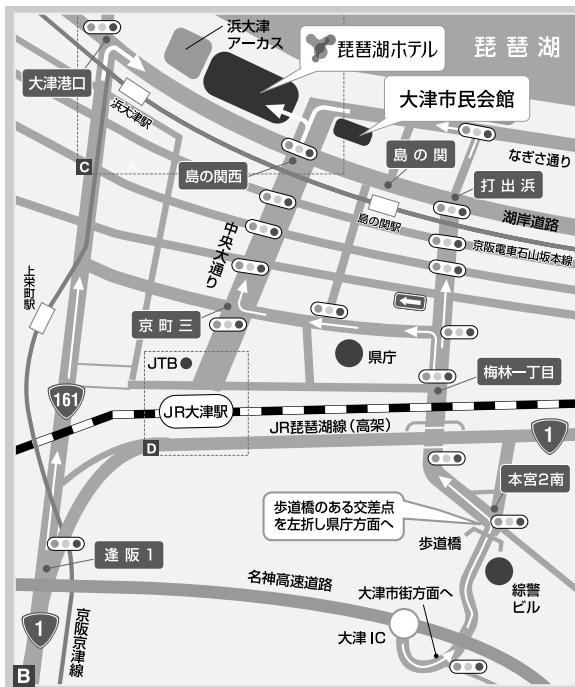 浜大津
アーカス
琵琶湖ホテル
琵琶湖
大津港口
浜大津駅
大津市民会館
C
A
島の関西
島の関
なぎさ通り
打出浜
島の関駅
湖岸道路
京阪電車石山坂本線
中央大通り
上栄町駅
京町三
県庁
JTB
梅林一丁目
161
JR大津駅
JR琵琶湖線（高架）
1
D
本宮2南
歩道橋のある交差点
を左折し県庁方面へ
歩道橋
逢阪1
名神高速道路
大津市街方面へ
綜警
ビル
大津IC
1
京阪京津線
B